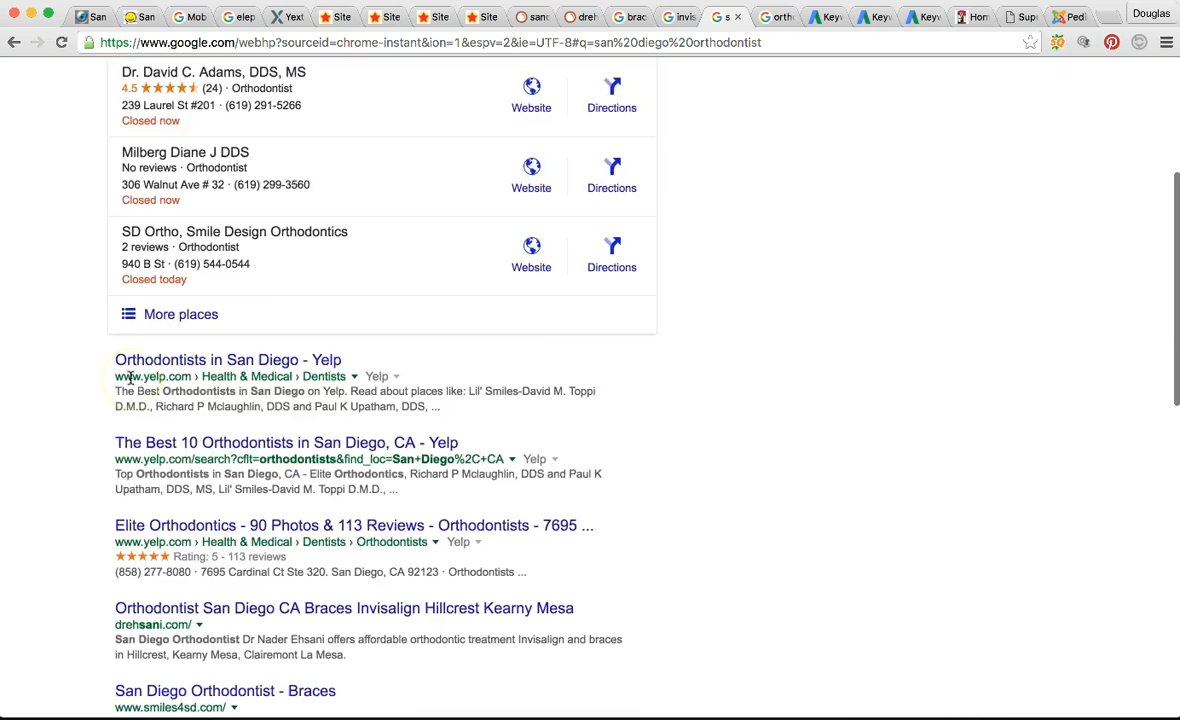 San
San
Mob
elep
Yext
Site
Site
Site
Site
sand
dreh
brac
invis
s
orth
Keyv
Keyv
Keyv
Hom
Supe
Pedi
Douglas
https://www.google.com/webhp?sourceid=chrome-instant&ion=1&espv=2&ie=UTF-8#q=san%20diego%20orthodontist
Dr. David C. Adams, DDS, MS
4.5 (24) · Orthodontist
239 Laurel St #201 · (619) 291-5266
Closed now
Website
Directions
Milberg Diane J DDS
No reviews · Orthodontist
306 Walnut Ave # 32 · (619) 299-3560
Closed now
Website
Directions
SD Ortho, Smile Design Orthodontics
2 reviews · Orthodontist
940 B St · (619) 544-0544
Closed today
Website
Directions
More places
Orthodontists in San Diego - Yelp
www.yelp.com › Health & Medical › Dentists Yelp
The Best Orthodontists in San Diego on Yelp. Read about places like: Lil' Smiles-David M. Toppi
D.M.D., Richard P Mclaughlin, DDS and Paul K Upatham, DDS, ...
The Best 10 Orthodontists in San Diego, CA - Yelp
www.yelp.com/search?cflt=orthodontists&find_loc=San+Diego%2C+CA Yelp
Top Orthodontists in San Diego, CA - Elite Orthodontics, Richard P Mclaughlin, DDS and Paul K
Upatham, DDS, MS, Lil' Smiles-David M. Toppi D.M.D., ...
Elite Orthodontics - 90 Photos & 113 Reviews - Orthodontists - 7695 ...
www.yelp.com › Health & Medical › Dentists › Orthodontists Yelp
Rating: 5 - 113 reviews
(858) 277-8080 · 7695 Cardinal Ct Ste 320. San Diego, CA 92123 · Orthodontists ...
Orthodontist San Diego CA Braces Invisalign Hillcrest Kearny Mesa
drehsani.com/
San Diego Orthodontist Dr Nader Ehsani offers affordable orthodontic treatment Invisalign and braces
in Hillcrest, Kearny Mesa, Clairemont La Mesa.
San Diego Orthodontist - Braces
www.smiles4sd.com/